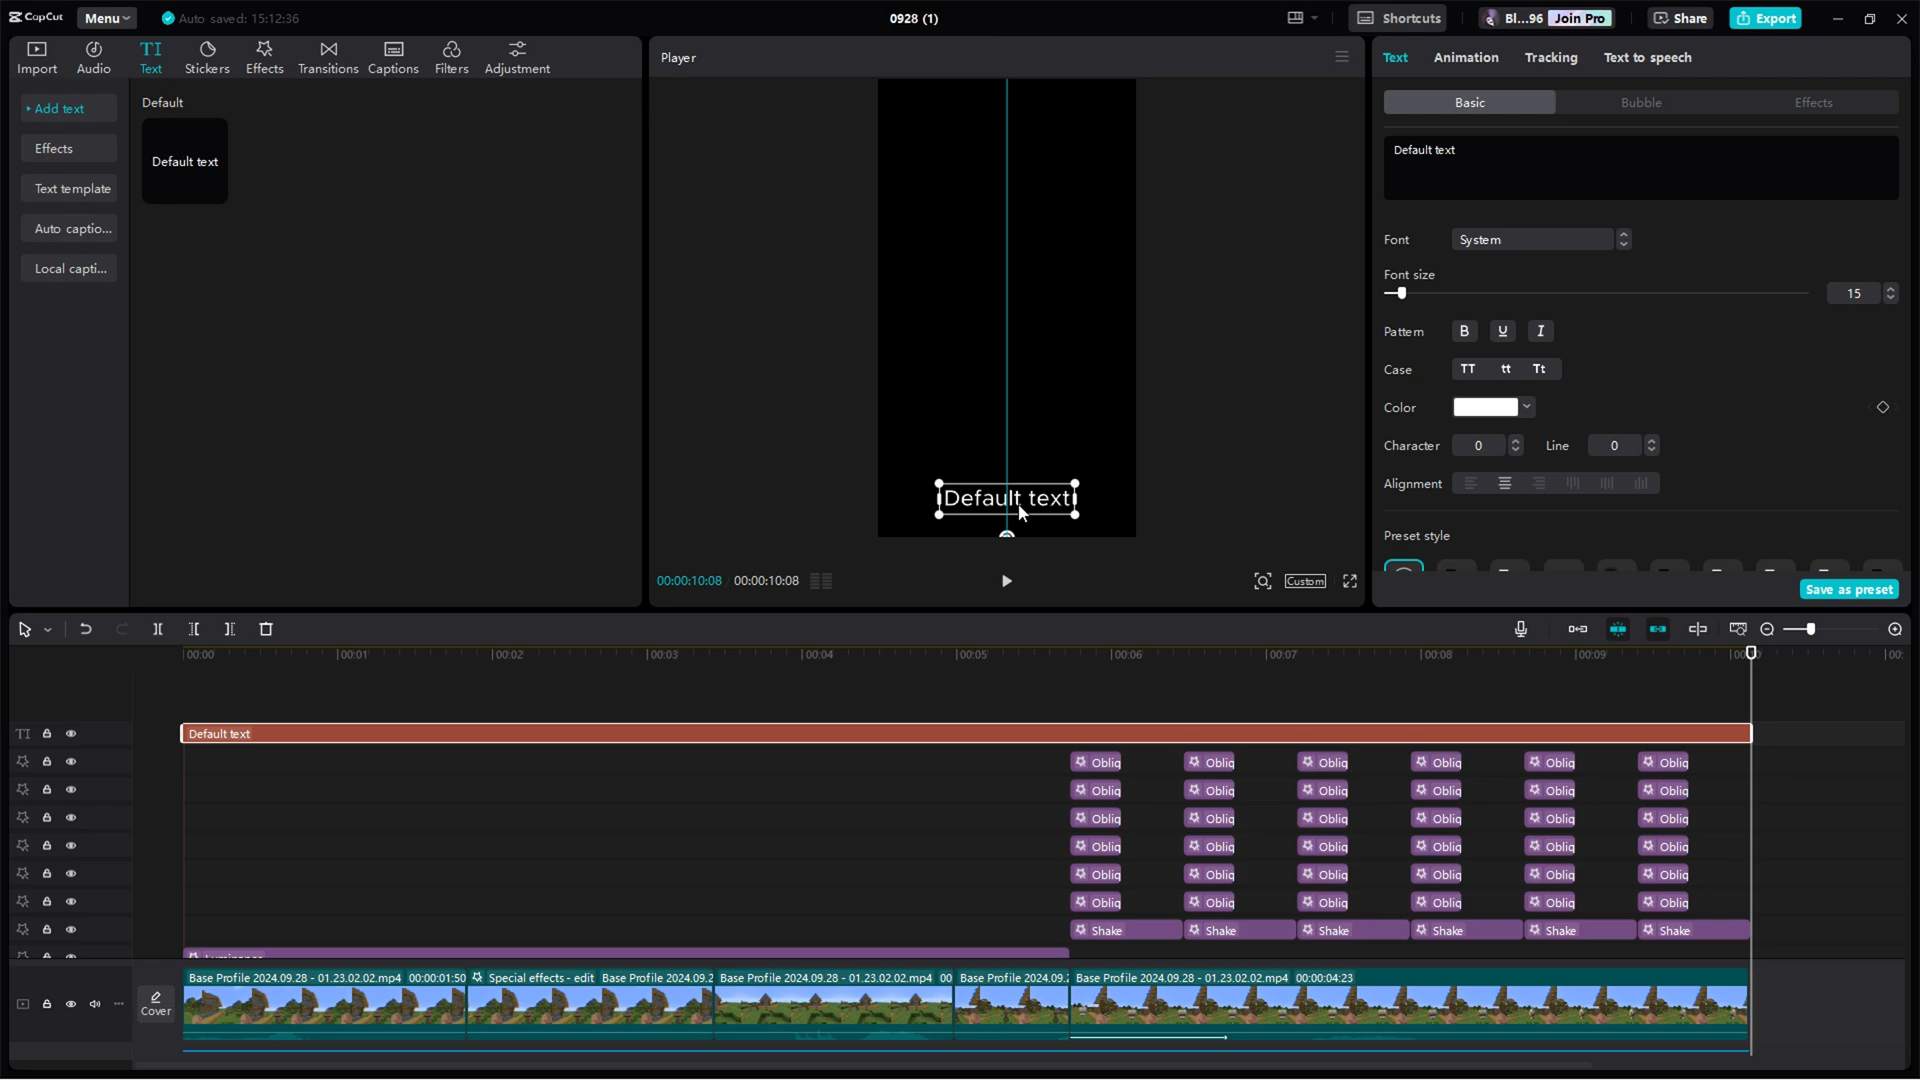 CapCut
Menu
Auto saved: 15:12:36
0928 (1)
Shortcuts
Bl...96
Join Pro
Share
Export
Import
Audio
TI
Text
Stickers
Effects
Transitions
Captions
Filters
Adjustment
Add text
Effects
Text template
Auto captio...
Local capti...
Default
Default text
Player
Default text
00:00:10:08
00:00:10:08
Custom
Text
Animation
Tracking
Text to speech
Basic
Bubble
Effects
Default text
Font
System
Font size
15
Pattern
B
U
I
Case
TT
tt
Tt
Color
Character
0
Line
0
Alignment
Preset style
Save as preset
00:00
00:01
00:02
00:03
00:04
00:05
00:06
00:07
00:08
00:09
00:
TI
Default text
Obliq Obliq Obliq Obliq Obliq Obliq
Obliq Obliq Obliq Obliq Obliq Obliq
Obliq Obliq Obliq Obliq Obliq Obliq
Obliq Obliq Obliq Obliq Obliq Obliq
Obliq Obliq Obliq Obliq Obliq Obliq
Obliq Obliq Obliq Obliq Obliq Obliq
Shake Shake Shake Shake Shake Shake
Cover
Base Profile 2024.09.28 - 01.23.02.02.mp4 00:00:01:50
Special effects - edit Base Profile 2024.09.2
Base Profile 2024.09.28 - 01.23.02.02.mp4 00
Base Profile 2024.09.2
Base Profile 2024.09.28 - 01.23.02.02.mp4 00:00:04:23